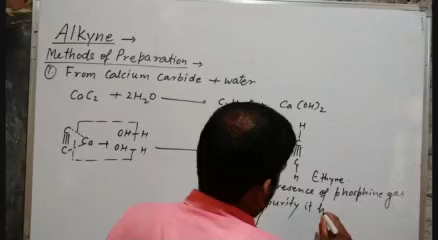 Alkyne →
Methods of Preparation →
1. From Calcium Carbide + water
CaC₂ + 2H₂O ⟶ Ca(OH)₂
C
≡ Ca + OH H
C OH H ⟶
H
C
≡
C
H Ethyne.
presence of phosphine gas
purity it